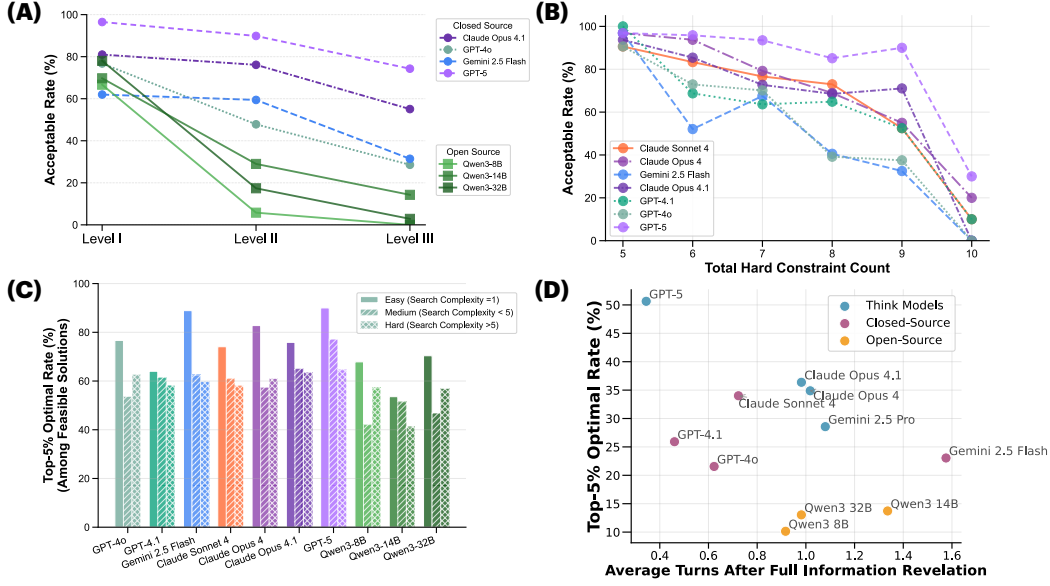 (A)
Acceptable Rate (%)
100
80
60
40
20
0
Level I
Level II
Level III
Closed Source
Claude Opus 4.1
GPT-4o
Gemini 2.5 Flash
GPT-5
Open Source
Qwen3-8B
Qwen3-14B
Qwen3-32B
(B)
Acceptable Rate (%)
100
80
60
40
20
0
Claude Sonnet 4
Claude Opus 4
Gemini 2.5 Flash
Claude Opus 4.1
GPT-4.1
GPT-4o
GPT-5
5 6 7 8 9 10
Total Hard Constraint Count
(C)
Top-5% Optimal Rate (%)
(Among Feasible Solutions)
100
80
60
40
20
0
Easy (Search Complexity =1)
Medium (Search Complexity < 5)
Hard (Search Complexity >5)
GPT-4o
GPT-4.1
Gemini 2.5 Flash
Claude Sonnet 4
Claude Opus 4
Claude Opus 4.1
GPT-5
Qwen3-8B
Qwen3-14B
Qwen3-32B
(D)
Top-5% Optimal Rate (%)
50
45
40
35
30
25
20
15
10
Think Models
Closed-Source
Open-Source
GPT-5
Claude Opus 4.1
Claude Opus 4
Claude Sonnet 4
Gemini 2.5 Pro
GPT-4.1
GPT-4o
Gemini 2.5 Flash
Qwen3 32B
Qwen3 14B
Qwen3 8B
0.4 0.6 0.8 1.0 1.2 1.4 1.6
Average Turns After Full Information Revelation